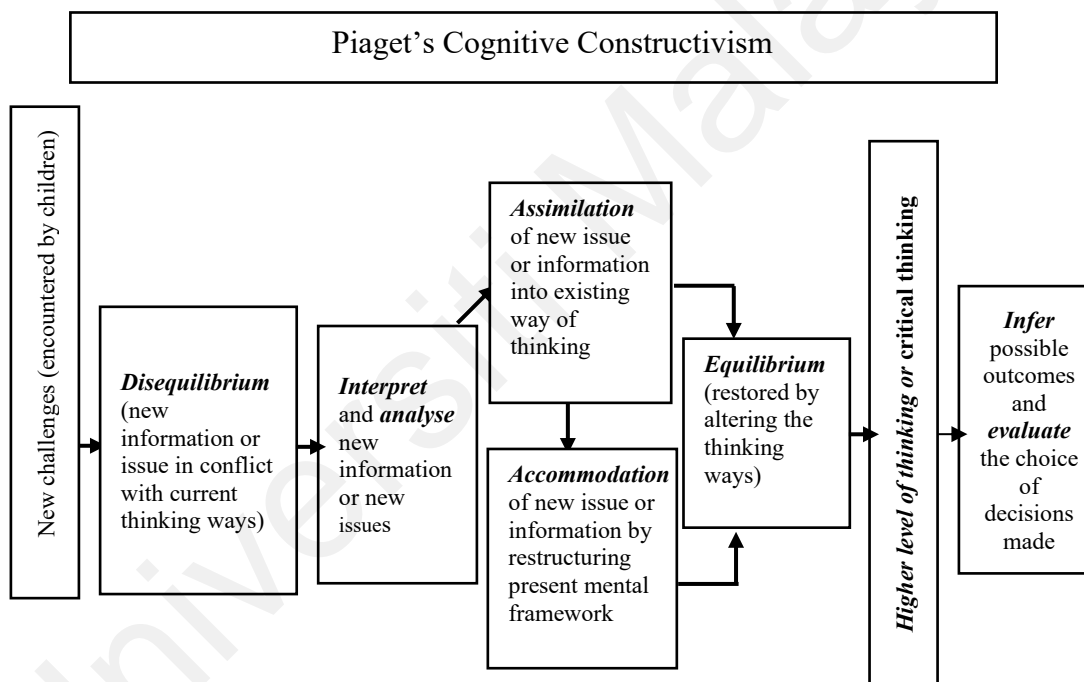 Piaget's Cognitive Constructivism
New challenges (encountered by children)
Disequilibrium
(new
information or
issue in conflict
with current
thinking ways)
Interpret
and analyse
new
information
or new
issues
Assimilation
of new issue
or information
into existing
way of
thinking
Accommodation
of new issue or
information by
restructuring
present mental
framework
Equilibrium
(restored by
altering the
thinking
ways)
Higher level of thinking or critical thinking
Infer
possible
outcomes
and
evaluate
the choice
of
decisions
made
Universiti Malay